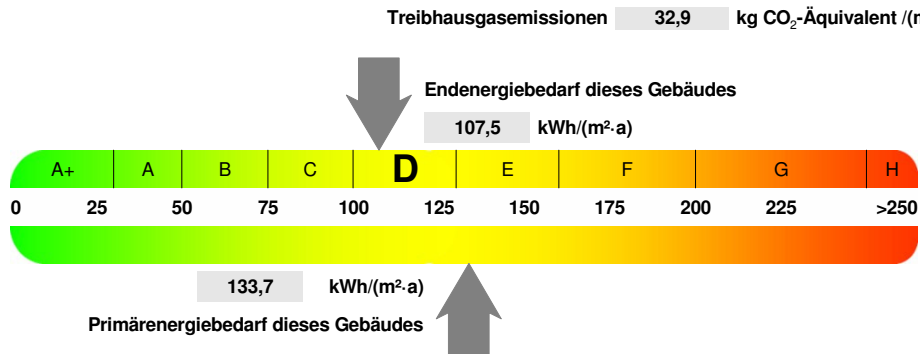 Treibhausgasemissionen 32,9 kg CO₂-Äquivalent /(m
Endenergiebedarf dieses Gebäudes
107,5 kWh/(m²·a)
A+ A B C D E F G H
0 25 50 75 100 125 150 175 200 225 >250
133,7 kWh/(m²·a)
Primärenergiebedarf dieses Gebäudes